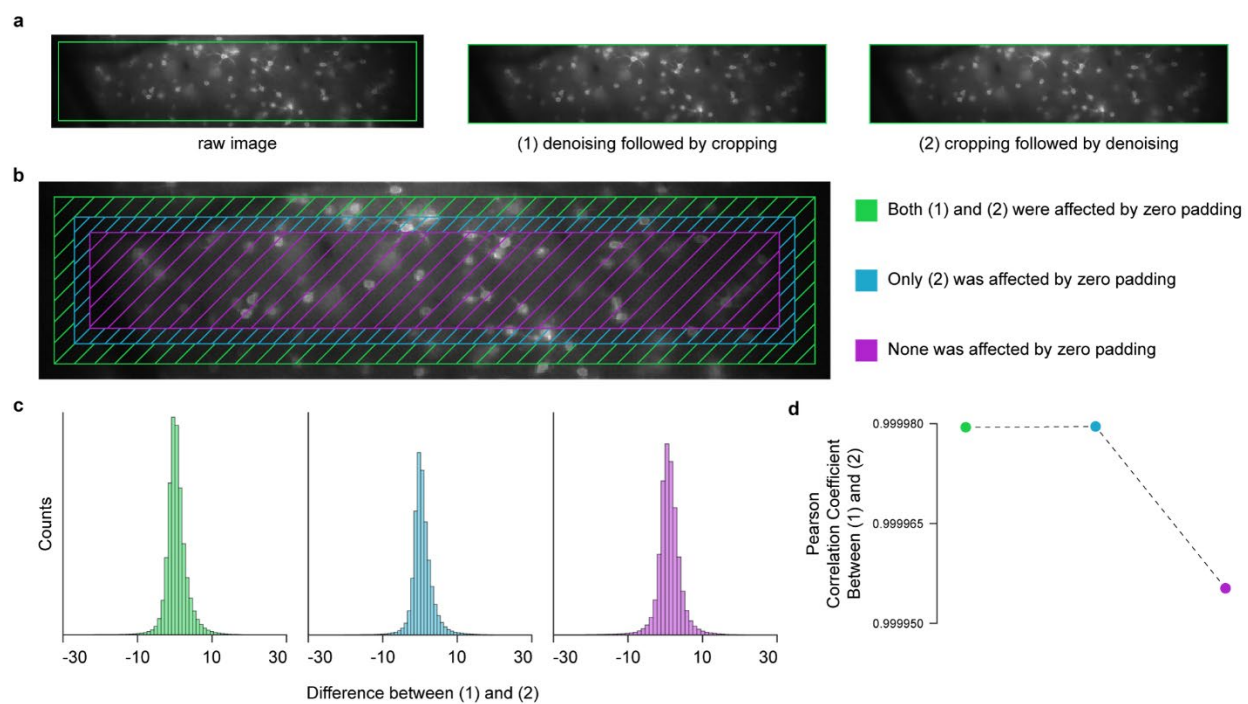 a
raw image
(1) denoising followed by cropping
(2) cropping followed by denoising
b
Both (1) and (2) were affected by zero padding
Only (2) was affected by zero padding
None was affected by zero padding
c
Counts
-30
-10
10
30
-30
-10
10
30
-30
-10
10
30
Difference between (1) and (2)
d
Pearson
Correlation Coefficient
Between (1) and (2)
0.999980
0.999965
0.999950